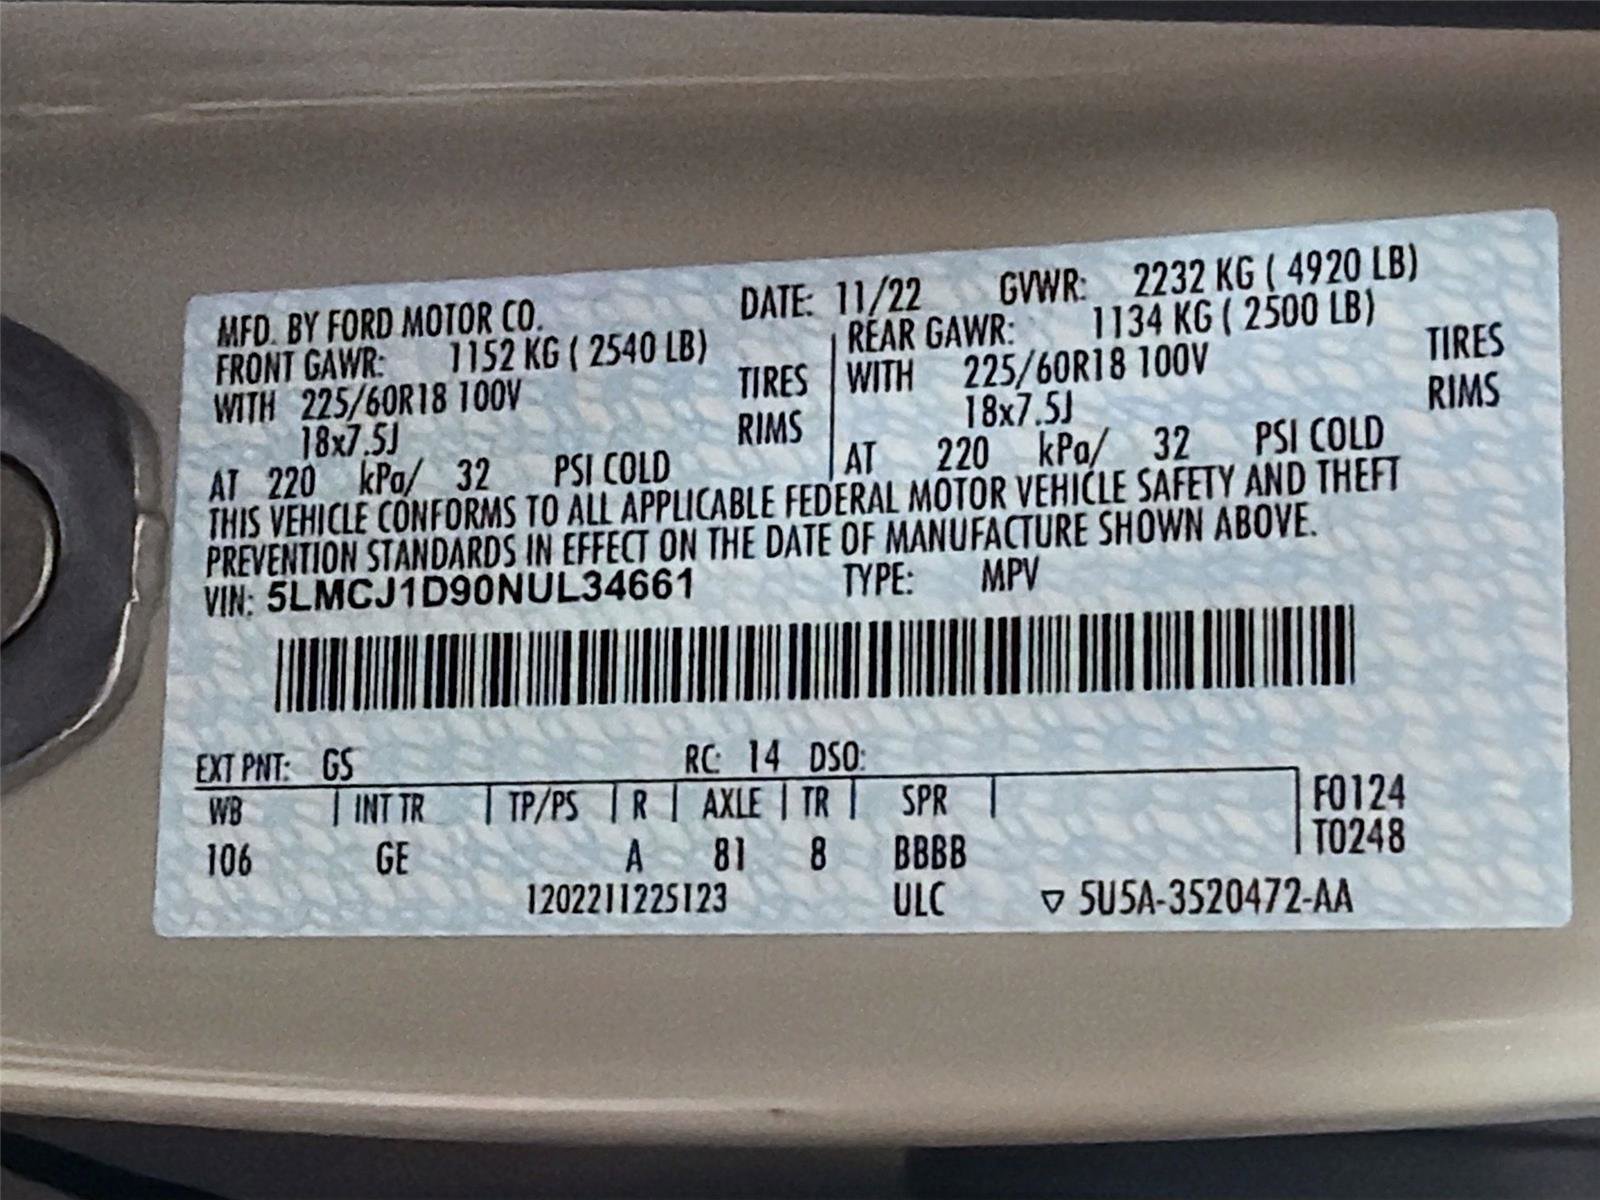 MFD. BY FORD MOTOR CO. DATE: 11/22 GVWR: 2232 KG ( 4920 LB)
FRONT GAWR: 1152 KG ( 2540 LB) REAR GAWR: 1134 KG ( 2500 LB)
WITH 225/60R18 100V TIRES WITH 225/60R18 100V TIRES
18x7.5J RIMS 18x7.5J RIMS
AT 220 kPa/ 32 PSI COLD AT 220 kPa/ 32 PSI COLD
THIS VEHICLE CONFORMS TO ALL APPLICABLE FEDERAL MOTOR VEHICLE SAFETY AND THEFT
PREVENTION STANDARDS IN EFFECT ON THE DATE OF MANUFACTURE SHOWN ABOVE.
VIN: 5LMCJ1D90NUL34661 TYPE: MPV
EXT PNT: GS RC: 14 DSO:
WB INT TR TP/PS R AXLE TR SPR F0124
106 GE A 81 8 BBBB T0248
1202211225123 ULC ▽ 5U5A-3520472-AA